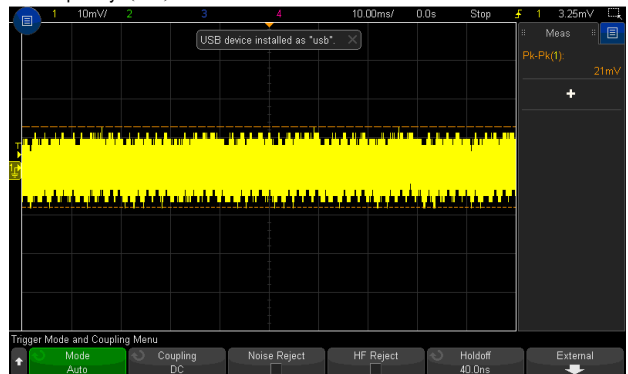 1 10mV/ 2 3 4 10.00ms/ 0.0s Stop 1 3.25mV
USB device installed as "usb".
Meas
Pk-Pk(1):
21mV
T
1
Trigger Mode and Coupling Menu
Mode Coupling Noise Reject HF Reject Holdoff External
Auto DC 40.0ns